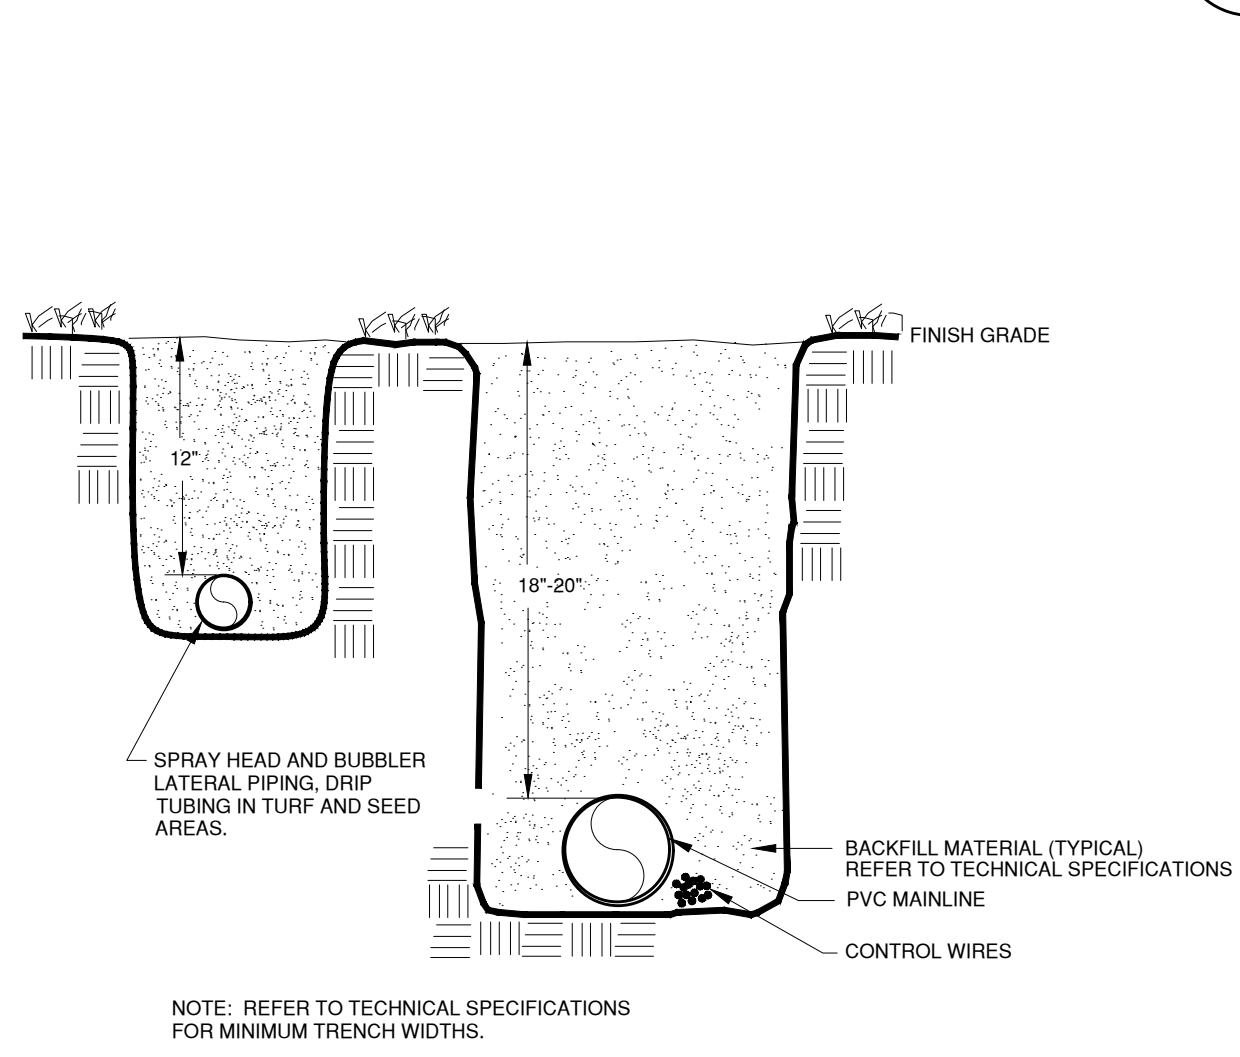 FINISH GRADE
12"
18"-20"
SPRAY HEAD AND BUBBLER
LATERAL PIPING, DRIP
TUBING IN TURF AND SEED
AREAS.
BACKFILL MATERIAL (TYPICAL)
REFER TO TECHNICAL SPECIFICATIONS
PVC MAINLINE
CONTROL WIRES
NOTE: REFER TO TECHNICAL SPECIFICATIONS
FOR MINIMUM TRENCH WIDTHS.